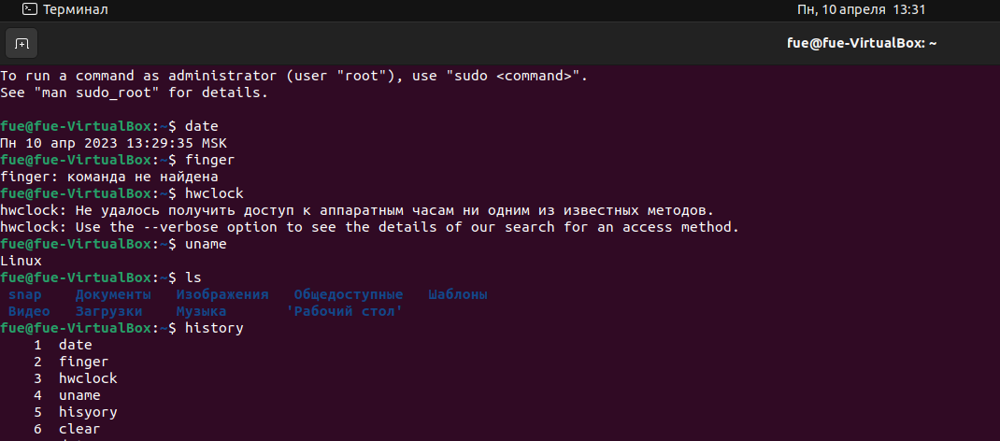 Терминал
Пн, 10 апреля 13:31
fue@fue-VirtualBox: ~
To run a command as administrator (user "root"), use "sudo <command>".
See "man sudo_root" for details.
fue@fue-VirtualBox:~$ date
Пн 10 апр 2023 13:29:35 MSK
fue@fue-VirtualBox:~$ finger
finger: команда не найдена
fue@fue-VirtualBox:~$ hwclock
hwclock: Не удалось получить доступ к аппаратным часам ни одним из известных методов.
hwclock: Use the --verbose option to see the details of our search for an access method.
fue@fue-VirtualBox:~$ uname
Linux
fue@fue-VirtualBox:~$ ls
snap Документы Изображения Общедоступные Шаблоны
Видео Загрузки Музыка 'Рабочий стол'
fue@fue-VirtualBox:~$ history
1 date
2 finger
3 hwclock
4 uname
5 hisyory
6 clear